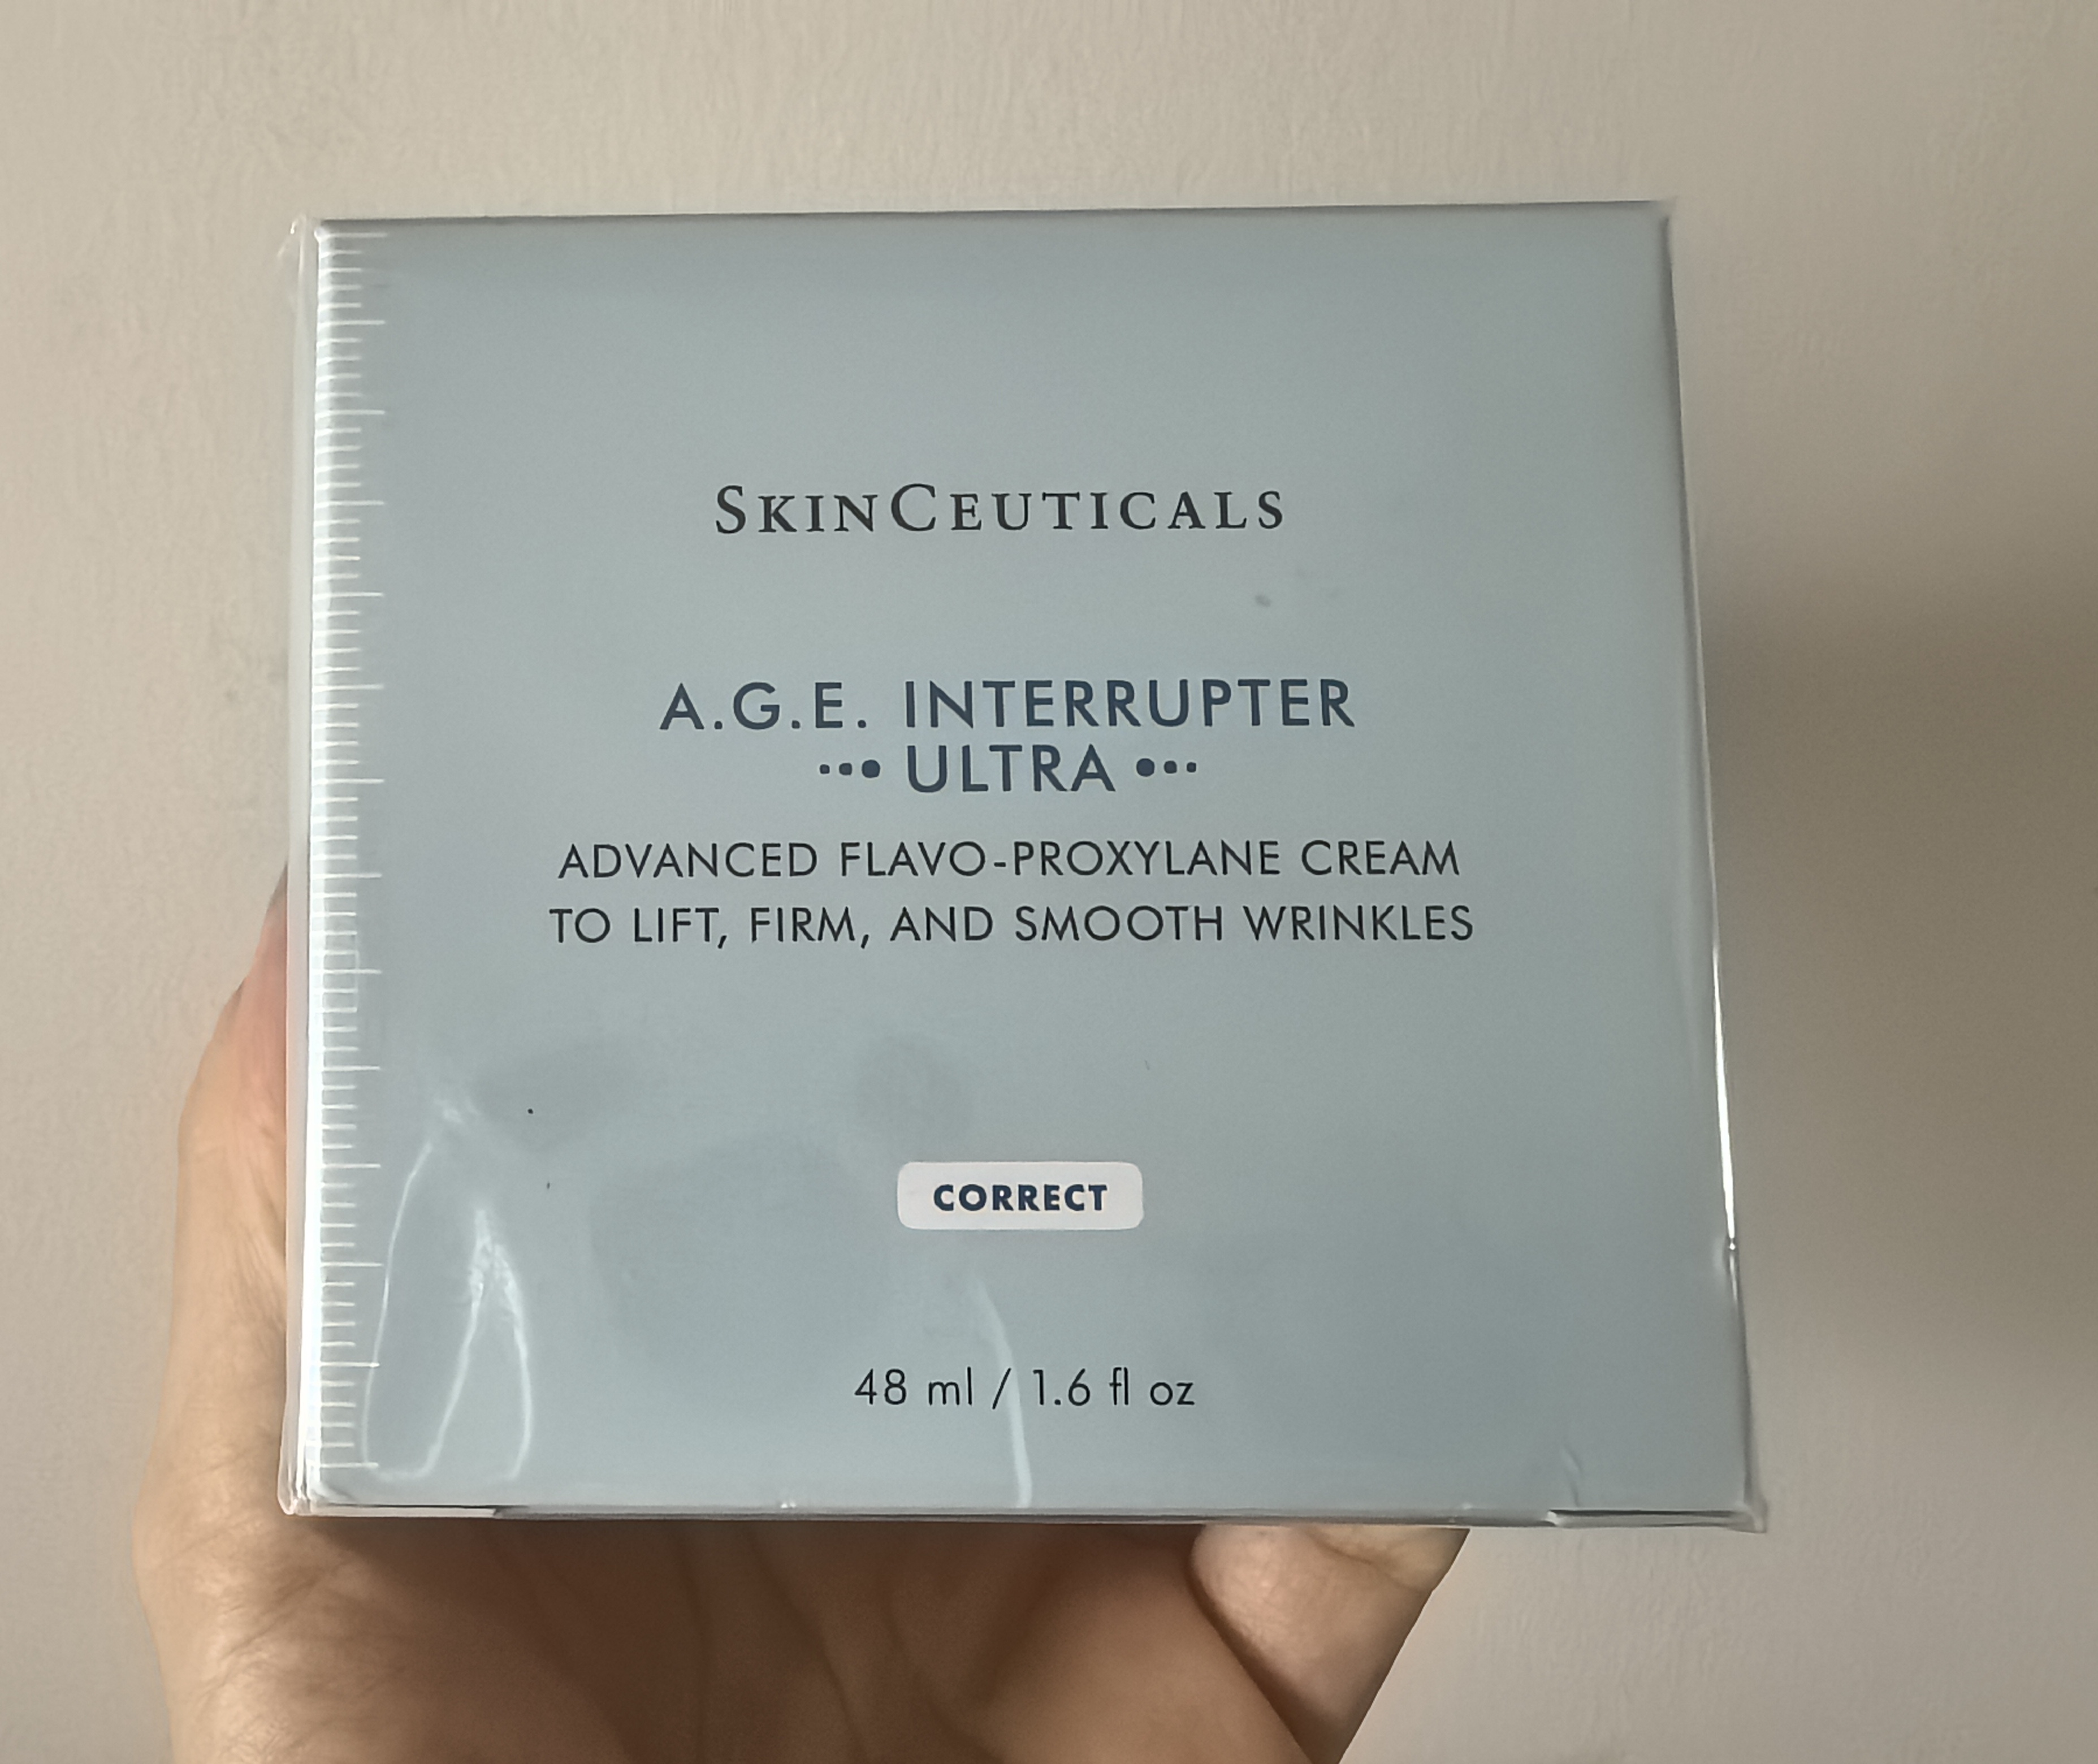 SKINCEUTICALS
A.G.E. INTERRUPTER
••• ULTRA •••
ADVANCED FLAVO-PROXYLANE CREAM
TO LIFT, FIRM, AND SMOOTH WRINKLES
CORRECT
48 ml / 1.6 fl oz